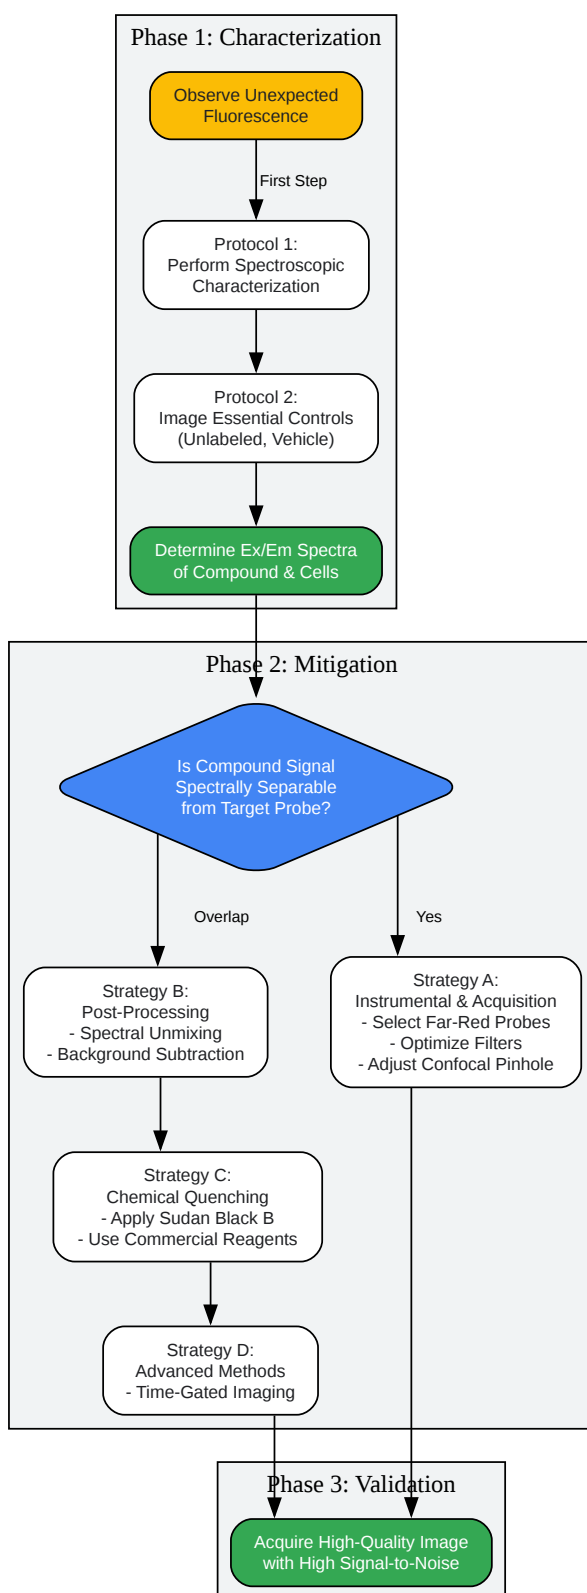 Phase 1: Characterization
Observe Unexpected
Fluorescence
First Step
Protocol 1:
Perform Spectroscopic
Characterization
Protocol 2:
Image Essential Controls
(Unlabeled, Vehicle)
Determine Ex/Em Spectra
of Compound & Cells
Phase 2: Mitigation
Is Compound Signal
Spectrally Separable
from Target Probe?
Overlap
Yes
Strategy B:
Post-Processing
- Spectral Unmixing
- Background Subtraction
Strategy A:
Instrumental & Acquisition
- Select Far-Red Probes
- Optimize Filters
- Adjust Confocal Pinhole
Strategy C:
Chemical Quenching
- Apply Sudan Black B
- Use Commercial Reagents
Strategy D:
Advanced Methods
- Time-Gated Imaging
Phase 3: Validation
Acquire High-Quality Image
with High Signal-to-Noise